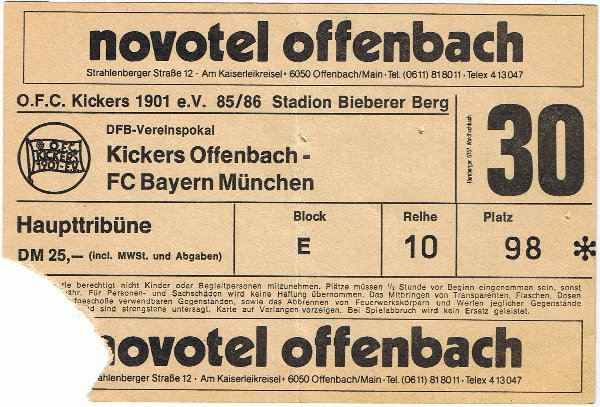 novotel offenbach
Strahlenberger Straße 12 · Am Kaiserleikreisel • 6050 Offenbach/Main · Tel. (0611) 818011 · Telex 413047
O.F.C. Kickers 1901 e.V. 85/86 Stadion Bieberer Berg
30
DFB-Vereinspokal
O.F.C.
KICKERS
1901·E.V.
Kickers Offenbach -
FC Bayern München
Haupttribüne
Block
Reihe
Platz
DM 25,— (incl. MWSt. und Abgaben)
E
10
98 *
berechtigt nicht Kinder oder Begleitpersonen mitzunehmen. Plätze müssen ½ Stunde vor Beginn eingenommen sein, sonst
Für Personen- und Sachschäden wird keine Haftung übernommen. Das Mitbringen von Transparenten, Flaschen, Dosen
verwendbaren Gegenständen, sowie das Abbrennen von Feuerwerkskörpern und Werfen jeglicher Gegenstände
sind strengstens untersagt. Karte auf Verlangen vorzeigen. Bei Spielabbruch wird kein Ersatz geleistet.
novotel offenbach
ahlenberger Straße 12 · Am Kaiserleikreisel • 6050 Offenbach/Main · Tel. (0611) 818011 · Telex 413047